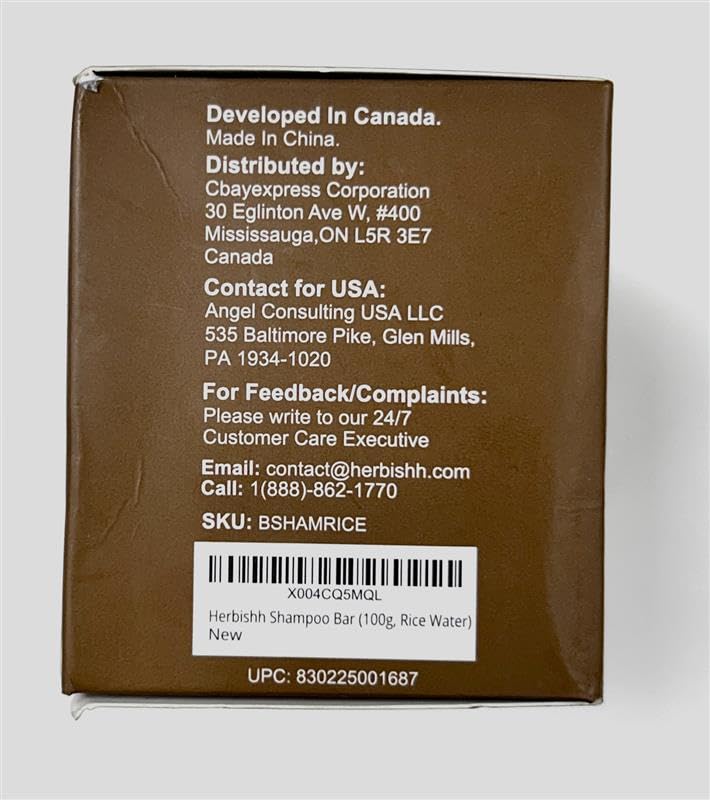 Developed In Canada.
Made In China.
Distributed by:
Cbayexpress Corporation
30 Eglinton Ave W, #400
Mississauga,ON L5R 3E7
Canada
Contact for USA:
Angel Consulting USA LLC
535 Baltimore Pike, Glen Mills,
PA 1934-1020
For Feedback/Complaints:
Please write to our 24/7
Customer Care Executive
Email: contact@herbishh.com
Call: 1(888)-862-1770
SKU: BSHAMRICE
X004CQ5MQL
Herbishh Shampoo Bar (100g, Rice Water)
New
UPC: 830225001687